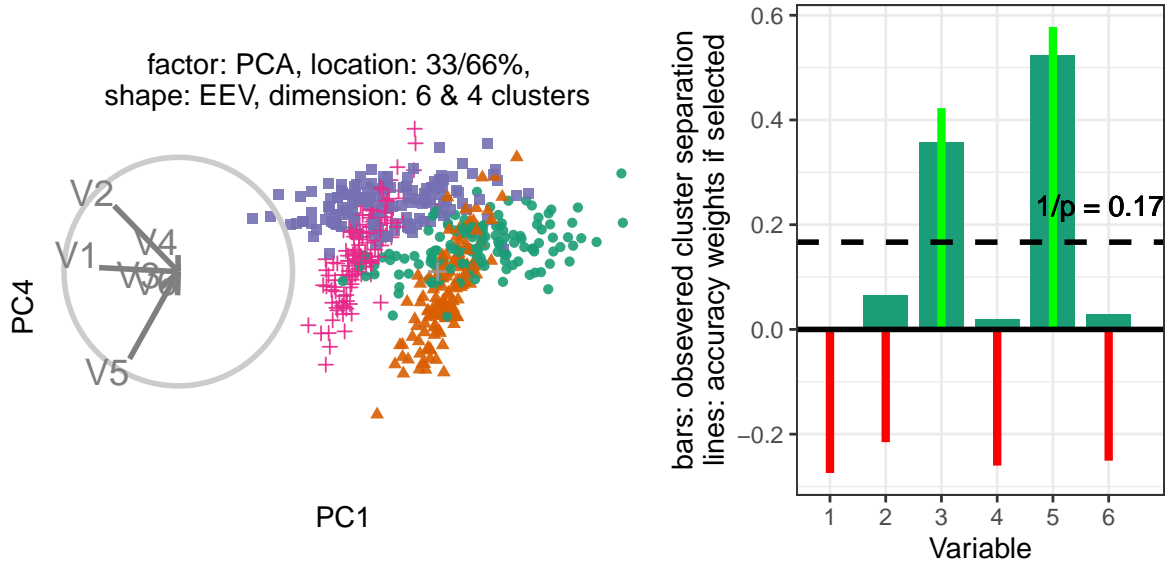 factor: PCA, location: 33/66%,
shape: EEV, dimension: 6 & 4 clusters
V2
V4
V1
V3
V5
PC4
PC1
bars: obsevered cluster separation
lines: accuracy weights if selected
0.6
0.4
0.2
0.0
−0.2
1/p = 0.17
1
2
3
4
5
6
Variable